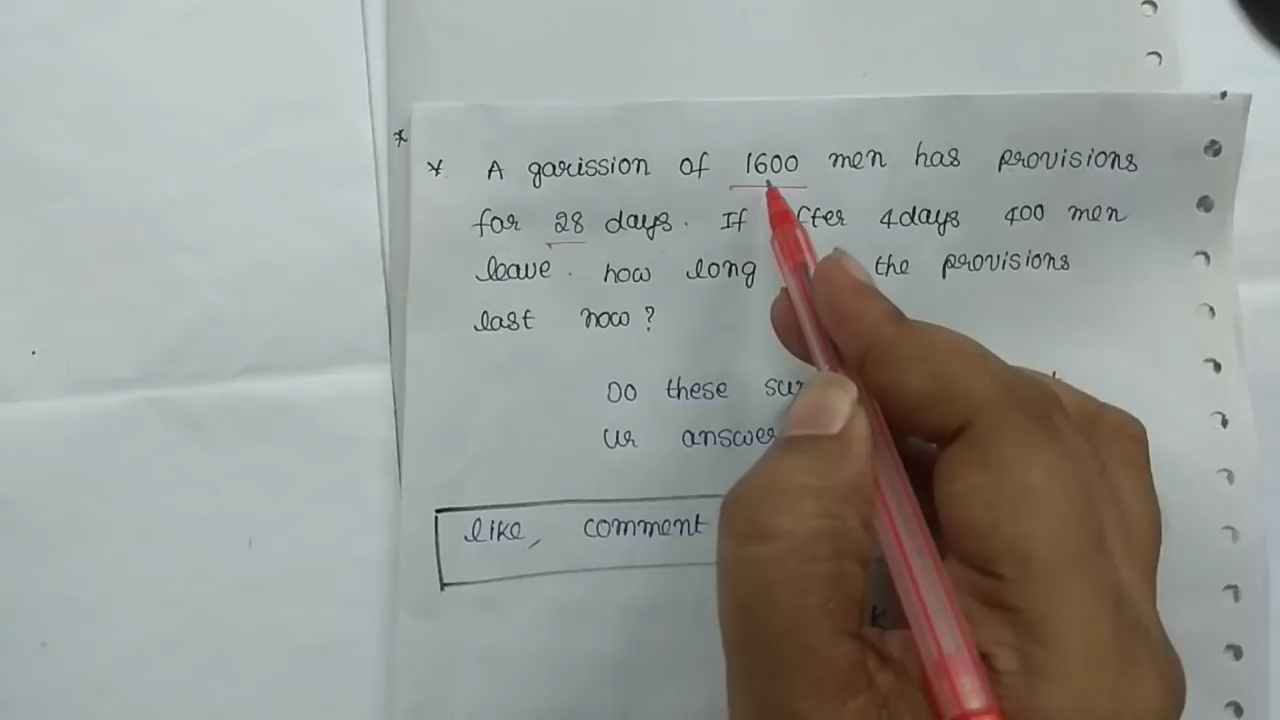 * A garission of 1600 men has provisions
for 28 days. If after 4days 400 men
leave. how long the provisions
last now?
Do these
ur answer
like, comment